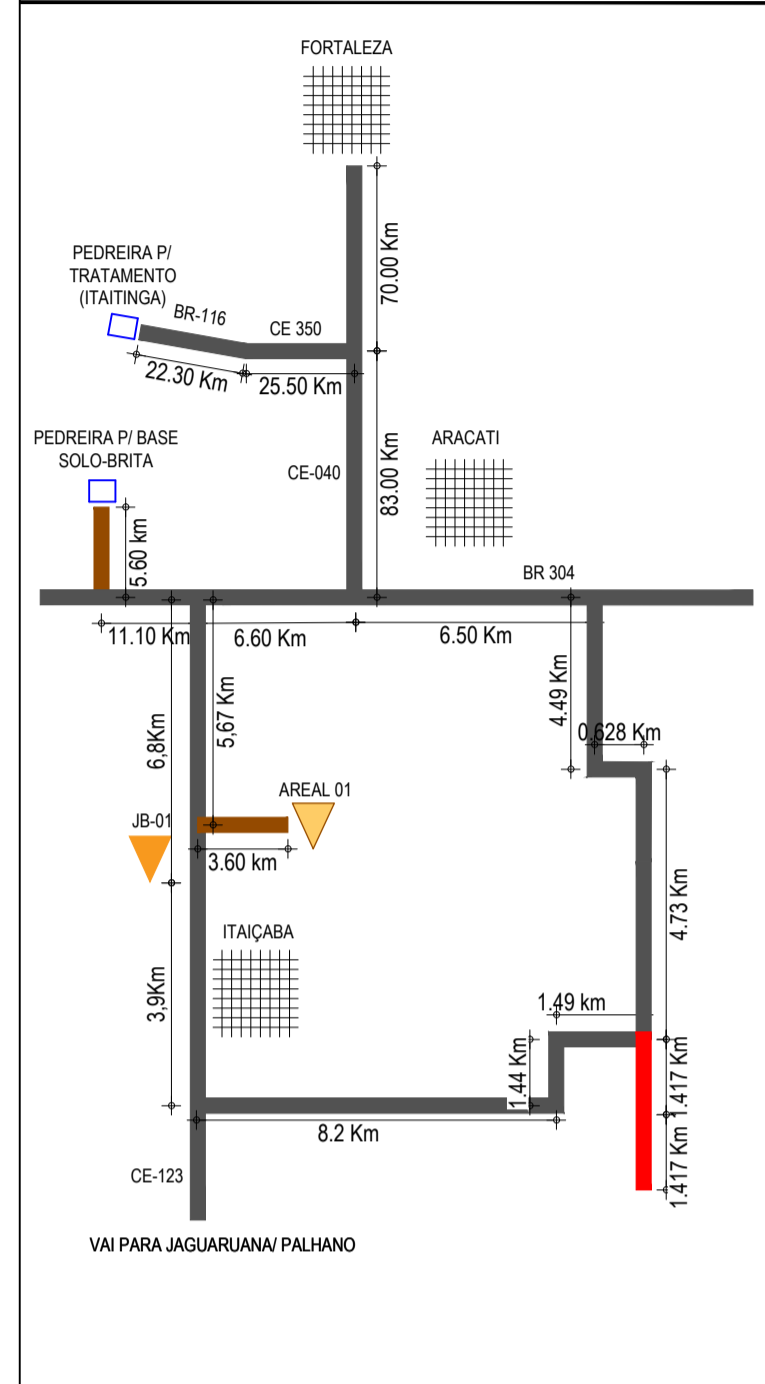 FORTALEZA
70.00 Km
PEDREIRA P/
TRATAMENTO
(ITAITINGA)
BR-116
CE 350
22.30 Km
25.50 Km
PEDREIRA P/ BASE
SOLO-BRITA
ARACATI
CE-040
83.00 Km
5.60 km
BR 304
11.10 Km
6.60 Km
6.50 Km
4.49 Km
5,67 Km
6,8Km
0.628 Km
AREAL 01
JB-01
3.60 km
4.73 Km
ITAIÇABA
3,9Km
1.49 km
1.44 Km
1.417 Km
8.2 Km
1.417 Km
CE-123
VAI PARA JAGUARUANA/ PALHANO